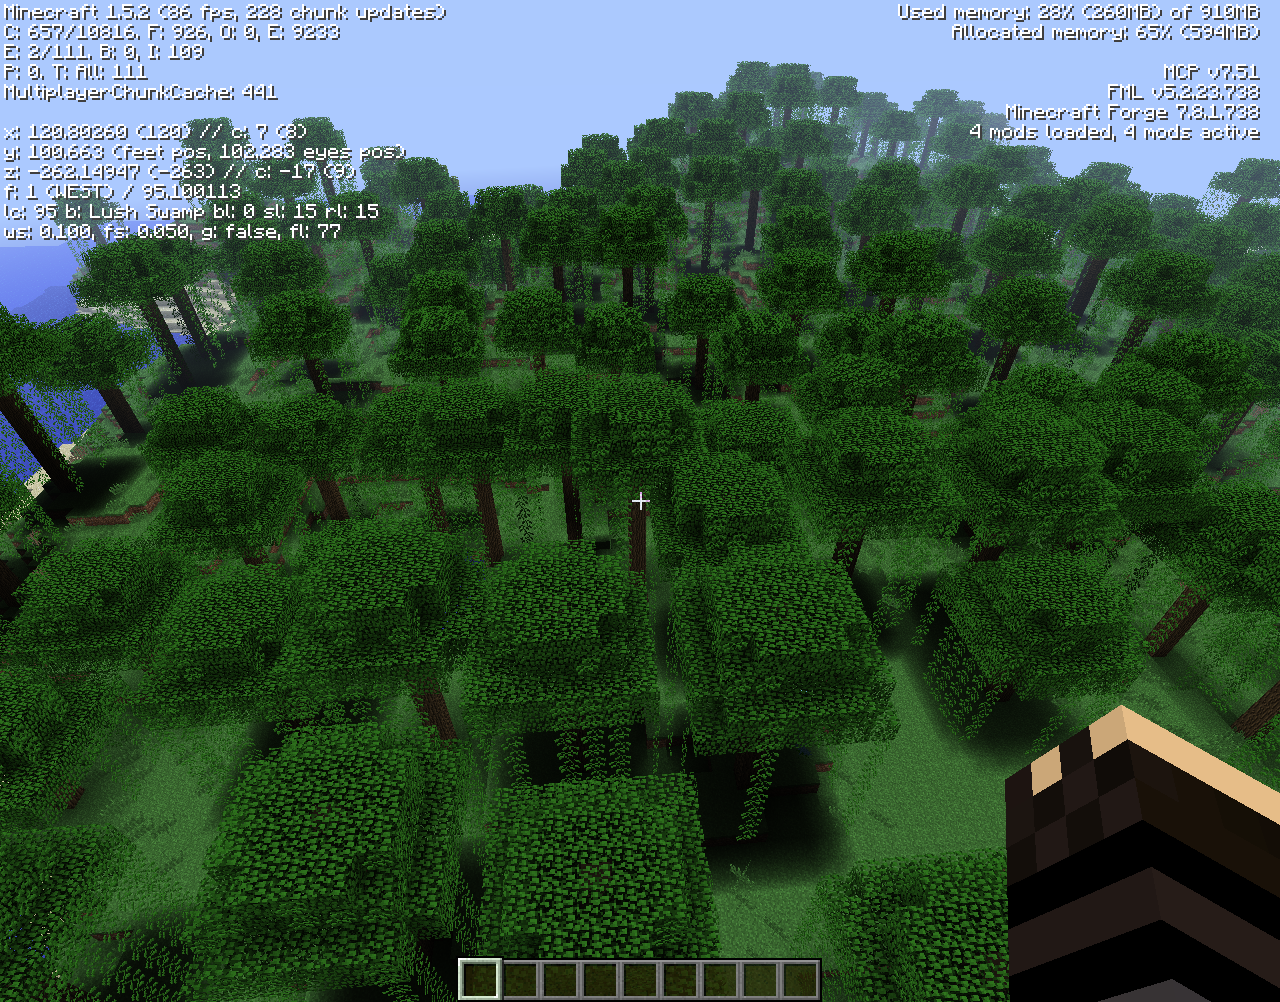 Minecraft 1.5.2 (86 fps, 228 chunk updates)
C: 657/10816. F: 926, O: 0, E: 9233
E: 2/111. B: 0, I: 109
P: 0. T: All: 111
MultiplayerChunkCache: 441
x: 120.80260 (120) // c: 7 (8)
y: 100.663 (feet pos, 102.283 eyes pos)
z: -262.14947 (-263) // c: -17 (9)
f: 1 (WEST) / 95.100113
lc: 95 b: Lush Swamp bl: 0 sl: 15 rl: 15
ws: 0.100, fs: 0.050, g: false, fl: 77
Used memory: 28% (260MB) of 910MB
Allocated memory: 65% (594MB)
MCP v7.51
FML v5.2.23.738
Minecraft Forge 7.8.1.738
4 mods loaded, 4 mods active